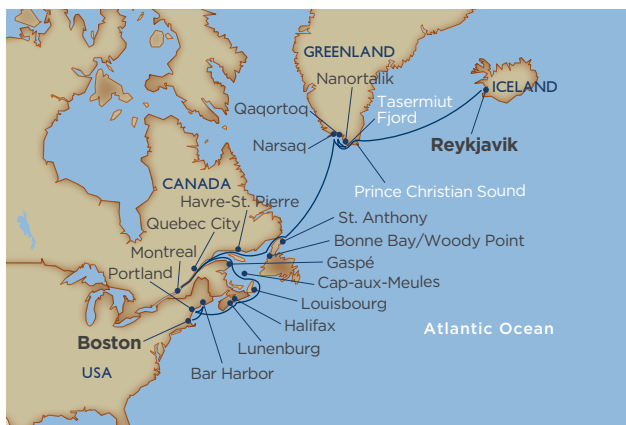 GREENLAND
Nanortalik
ICELAND
Qaqortoq
Tasermiut
Fjord
Narsaq
Reykjavik
Prince Christian Sound
CANADA
Havre-St. Pierre
Quebec City
St. Anthony
Montreal
Bonne Bay/Woody Point
Portland
Gaspé
Cap-aux-Meules
Louisbourg
Halifax
Atlantic Ocean
Boston
Lunenburg
USA
Bar Harbor